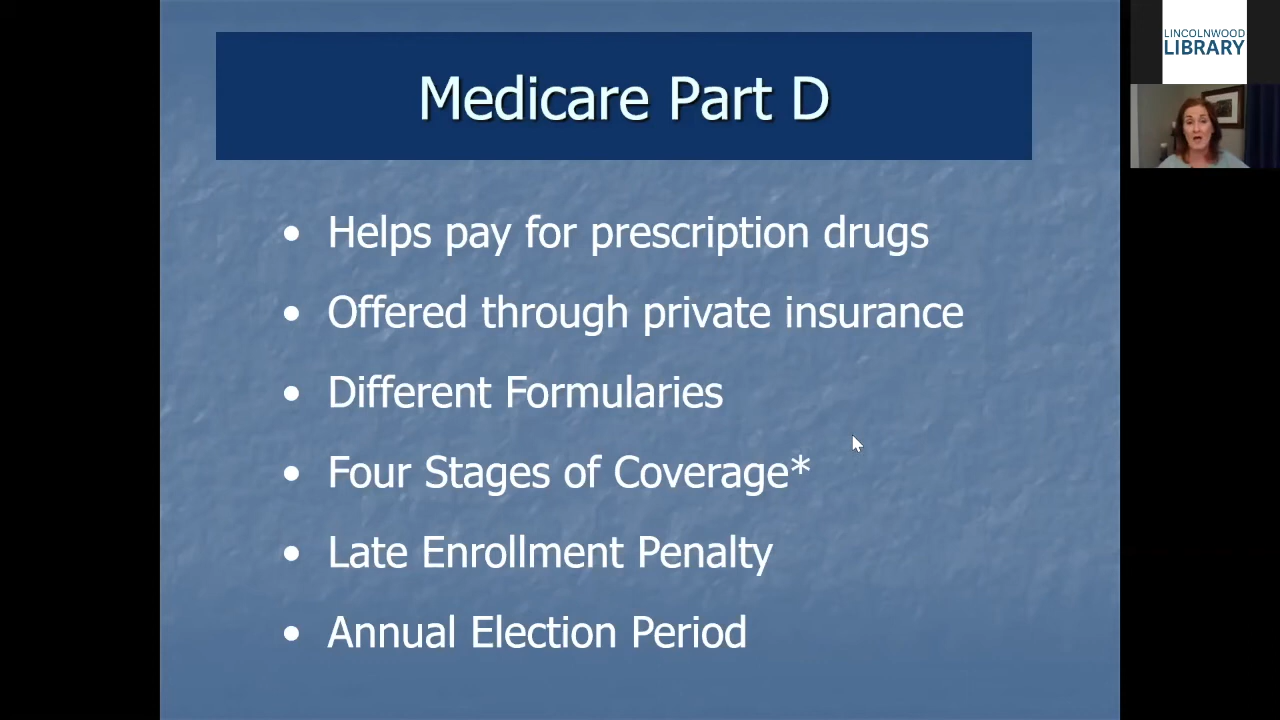 Medicare Part D
• Helps pay for prescription drugs
• Offered through private insurance
• Different Formularies
• Four Stages of Coverage*
• Late Enrollment Penalty
• Annual Election Period
LINCOLNWOOD
LIBRARY